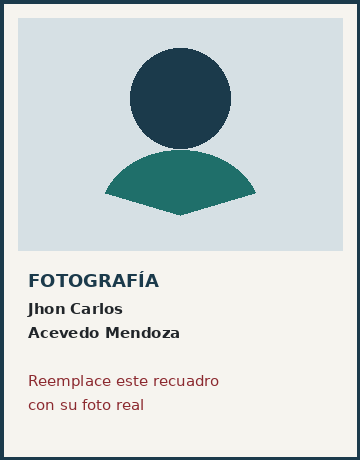 FOTOGRAFÍA
Jhon Carlos
Acevedo Mendoza
Reemplace este recuadro
con su foto real